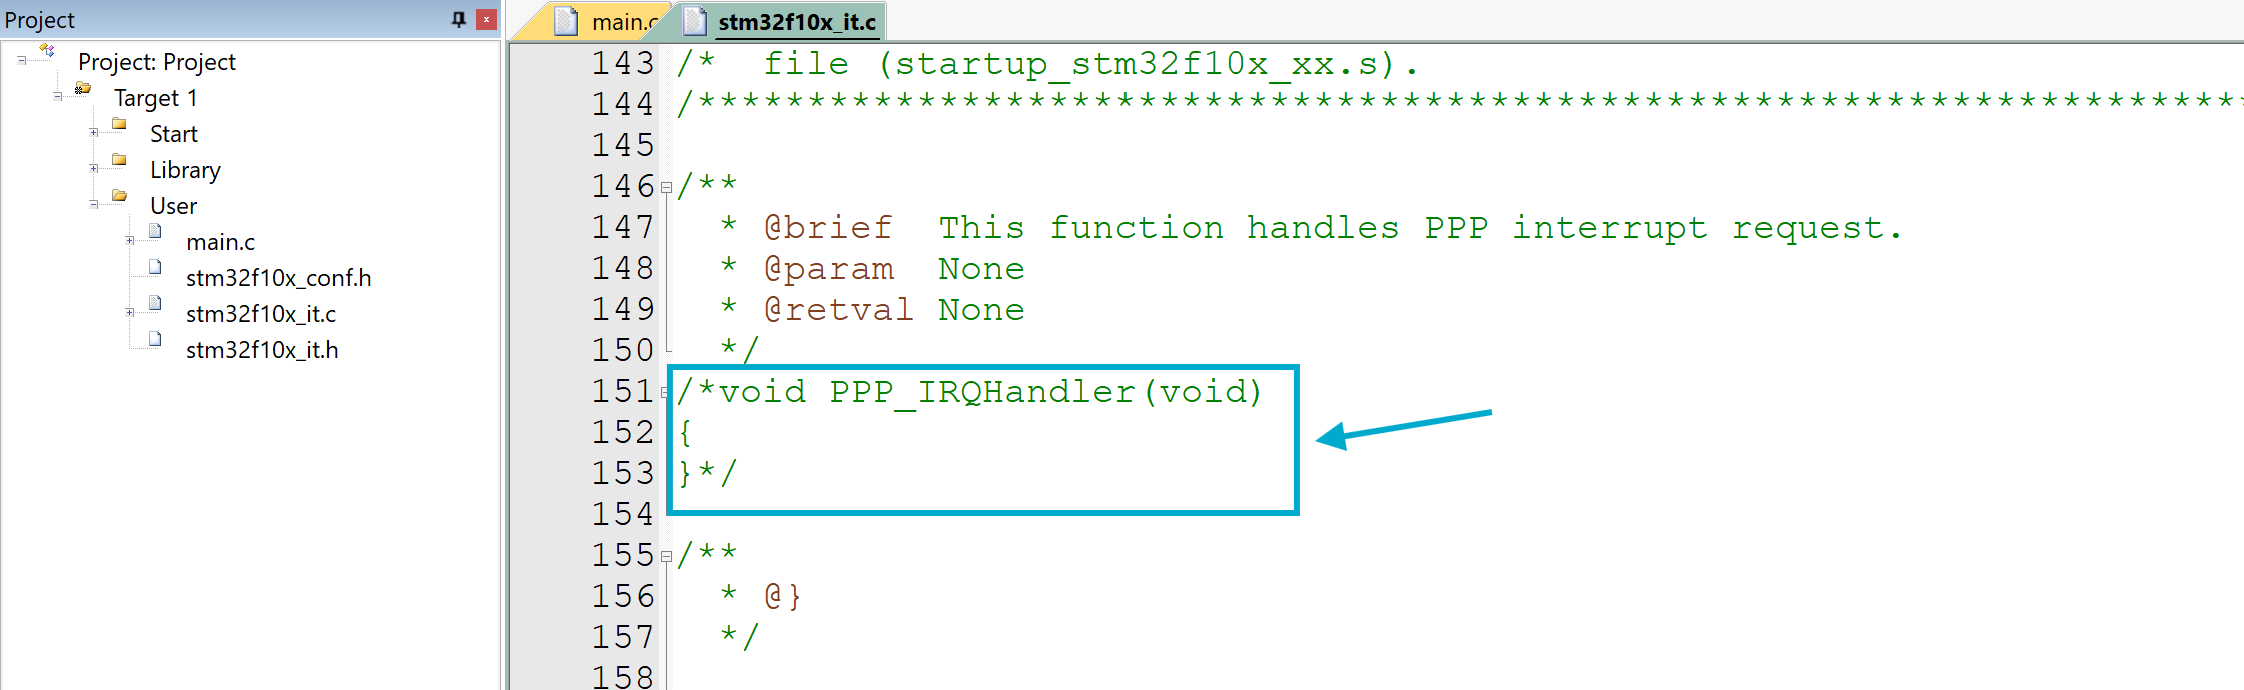 Project
Project: Project
Target 1
Start
Library
User
main.c
stm32f10x_conf.h
stm32f10x_it.c
stm32f10x_it.h
main.c
stm32f10x_it.c
143 /*  file (startup_stm32f10x_xx.s).
144 /*************************************************************************
145
146 /**
147   * @brief  This function handles PPP interrupt request.
148   * @param  None
149   * @retval None
150   */
151 /*void PPP_IRQHandler(void)
152 {
153 }*/
154
155 /**
156   * @}
157   */
158